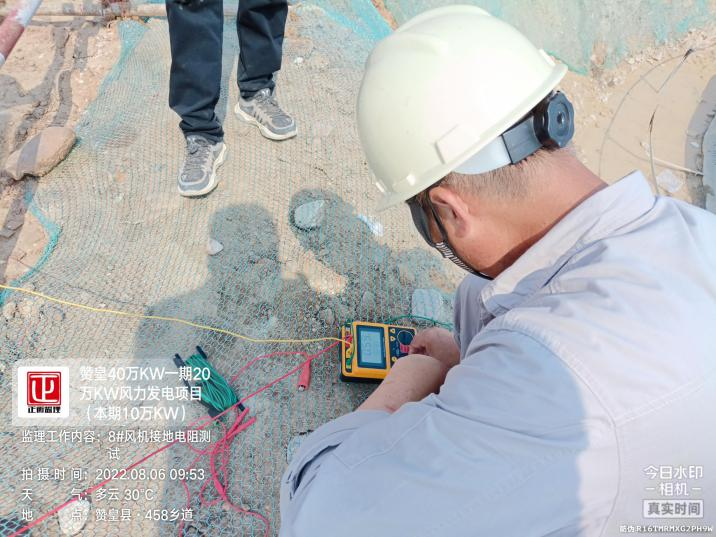 赞皇40万KW一期20
万KW风力发电项目
（本期10万KW）
正衡监理
监理工作内容：8#风机接地电阻测
试
拍摄时间：2022.08.06 09:53
天气：多云 30℃
赞皇县·458乡道
今日水印
相机
真实时间
防伪 R16TMRMXG2PH9W